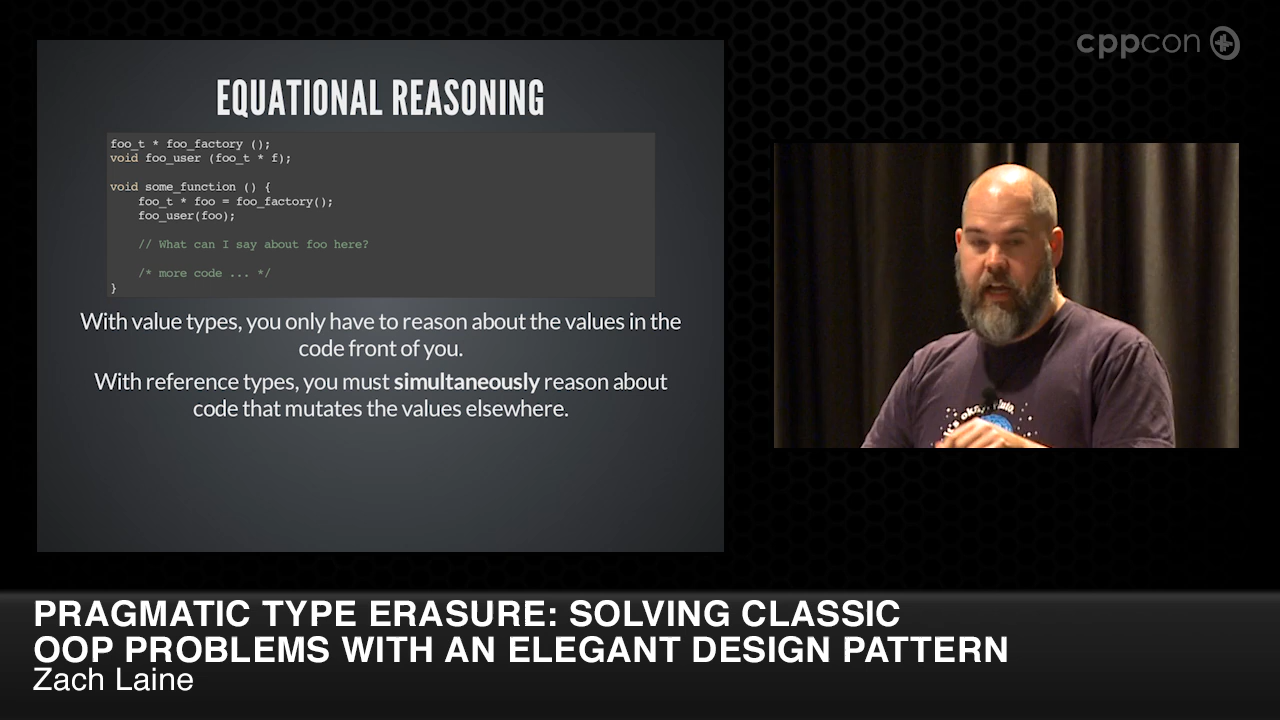 cppcon
EQUATIONAL REASONING
foo_t * foo_factory ();
void foo_user (foo_t * f);
void some_function () {
foo_t * foo = foo_factory();
foo_user(foo);
// What can I say about foo here?
/* more code ... */
}
With value types, you only have to reason about the values in the
code front of you.
With reference types, you must simultaneously reason about
code that mutates the values elsewhere.
PRAGMATIC TYPE ERASURE: SOLVING CLASSIC
OOP PROBLEMS WITH AN ELEGANT DESIGN PATTERN
Zach Laine